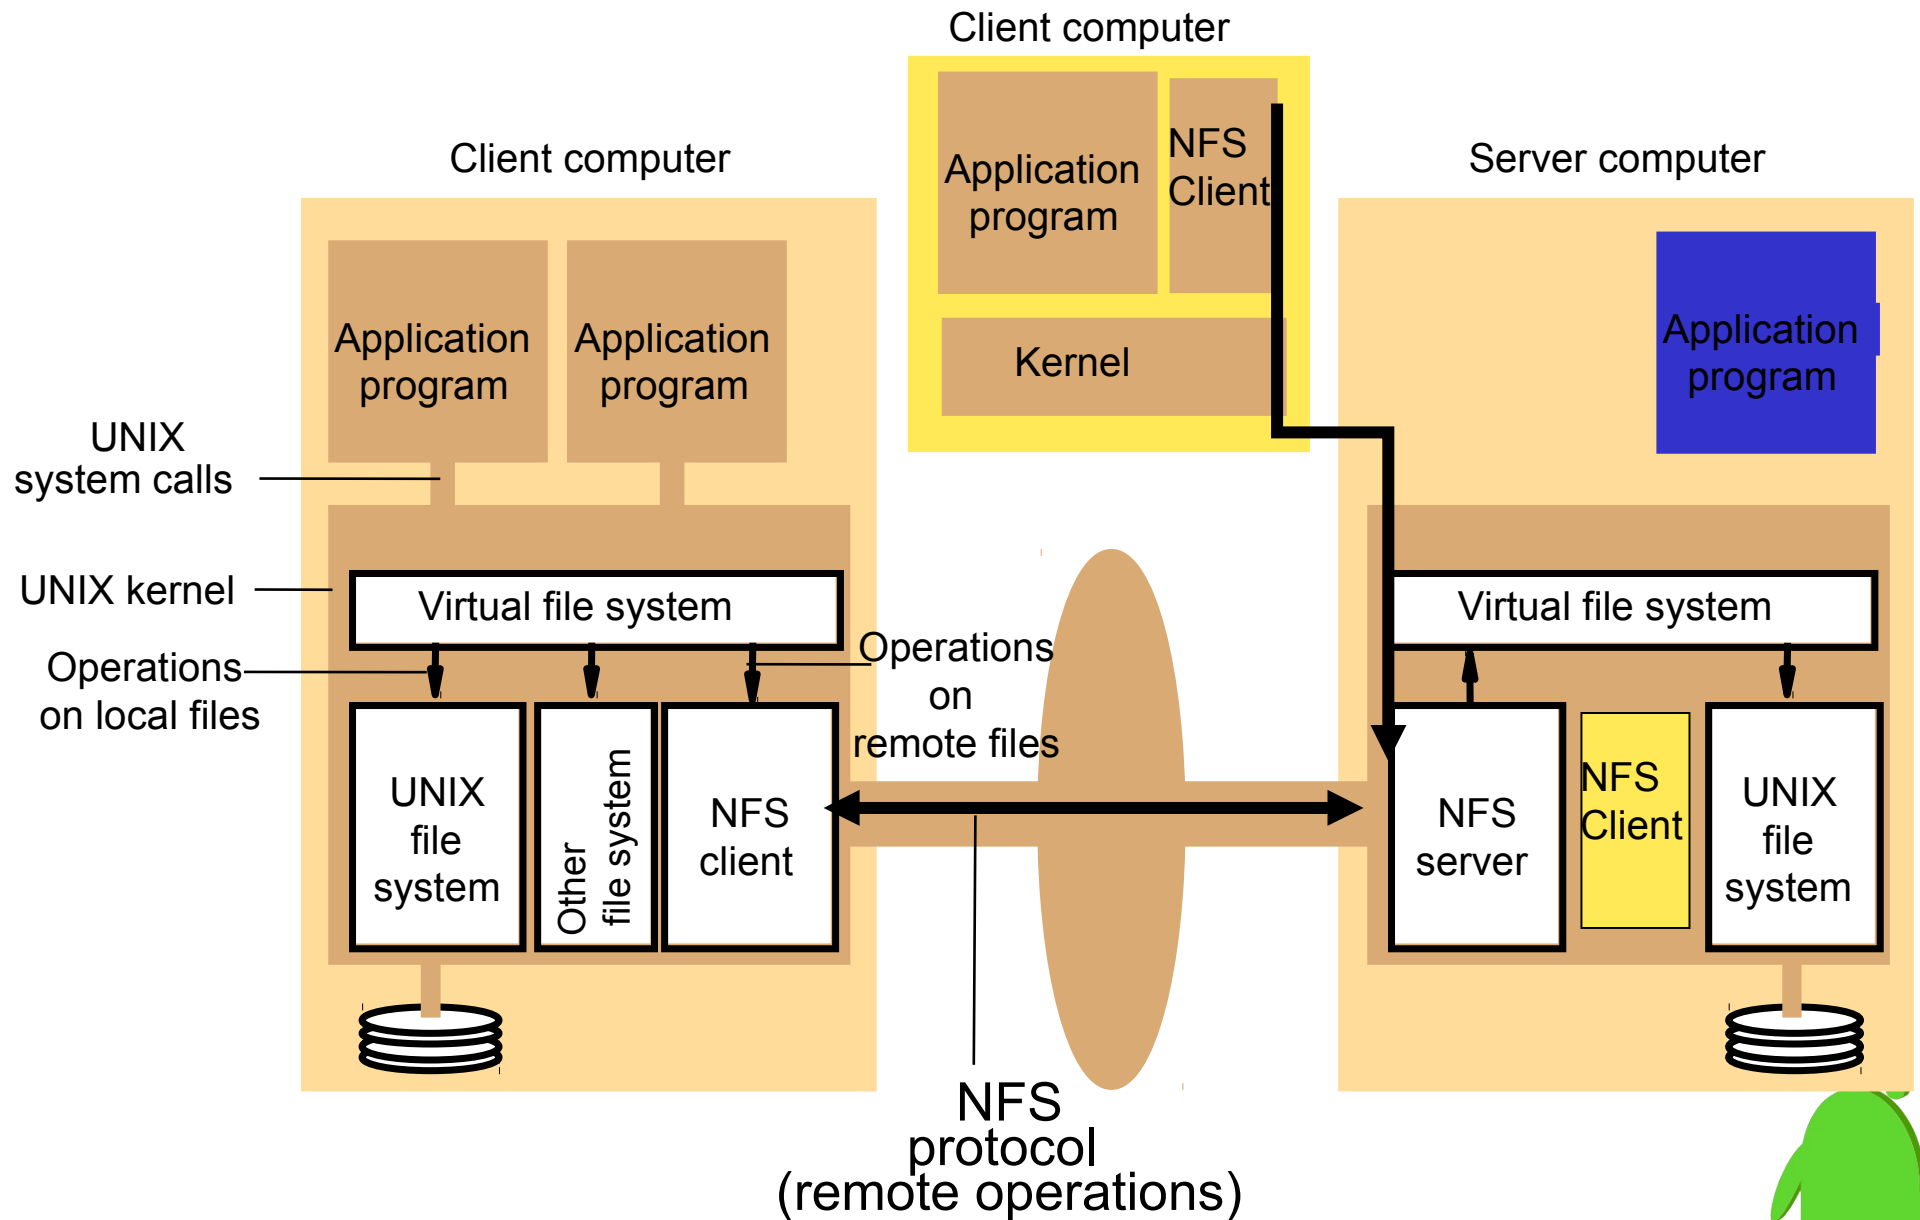 Client computer
Client computer
Server computer
Application
program
NFS
Client
Kernel
Application
program
Application
program
Application
program
UNIX
system calls
UNIX kernel
Virtual file system
Virtual file system
Operations
on local files
Operations
on
remote files
UNIX
file
system
Other
file system
NFS
client
NFS
server
NFS
Client
UNIX
file
system
NFS
protocol
(remote operations)